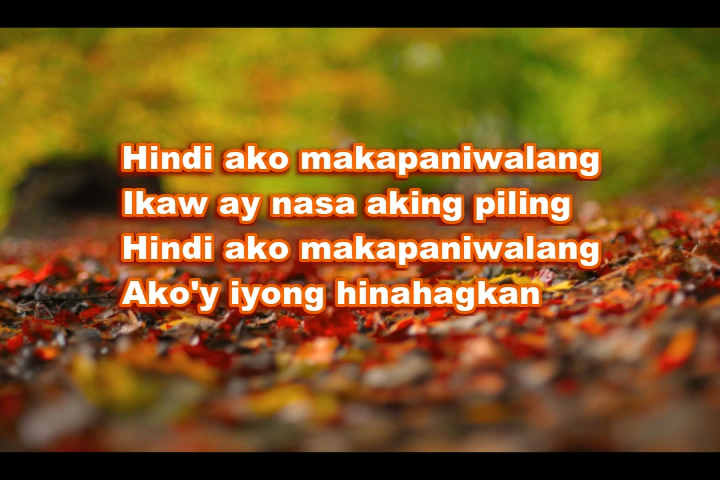 Hindi ako makapaniwalang
Ikaw ay nasa aking piling
Hindi ako makapaniwalang
Ako'y iyong hinahagkan